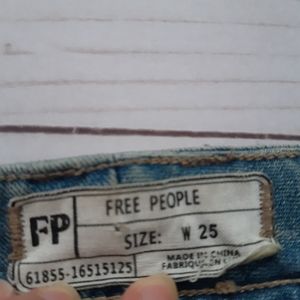 FP
FREE PEOPLE
SIZE: W 25
61855-16515125
MADE IN CHINA